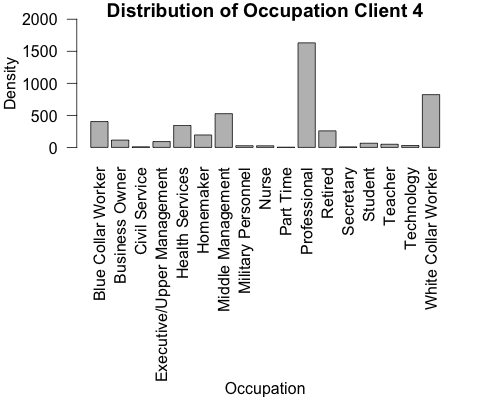 Distribution of Occupation Client 4
Density
2000
1500
1000
500
0
Blue Collar Worker
Business Owner
Civil Service
Executive/Upper Management
Health Services
Homemaker
Middle Management
Military Personnel
Nurse
Part Time
Professional
Retired
Secretary
Student
Teacher
Technology
White Collar Worker
Occupation